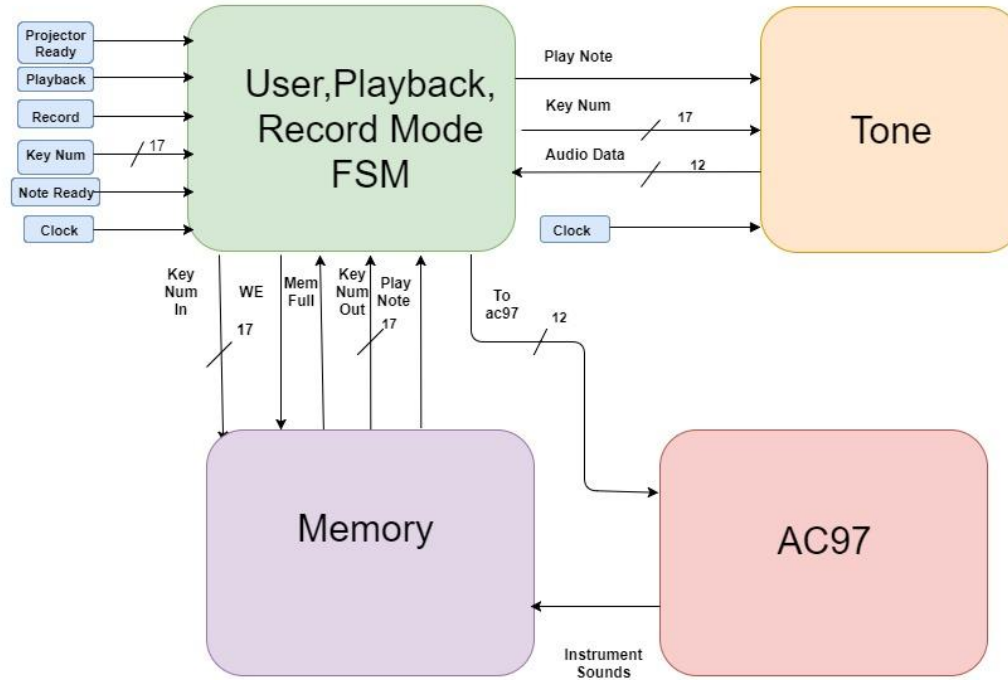 Projector
Ready
Playback
Record
Key Num
17
Note Ready
Clock
User,Playback,
Record Mode
FSM
Play Note
Key Num
17
Audio Data
12
Clock
Tone
Key
Num
In
17
WE
Mem
Full
Key
Num
Out
17
Play
Note
To
ac97
12
Memory
AC97
Instrument
Sounds